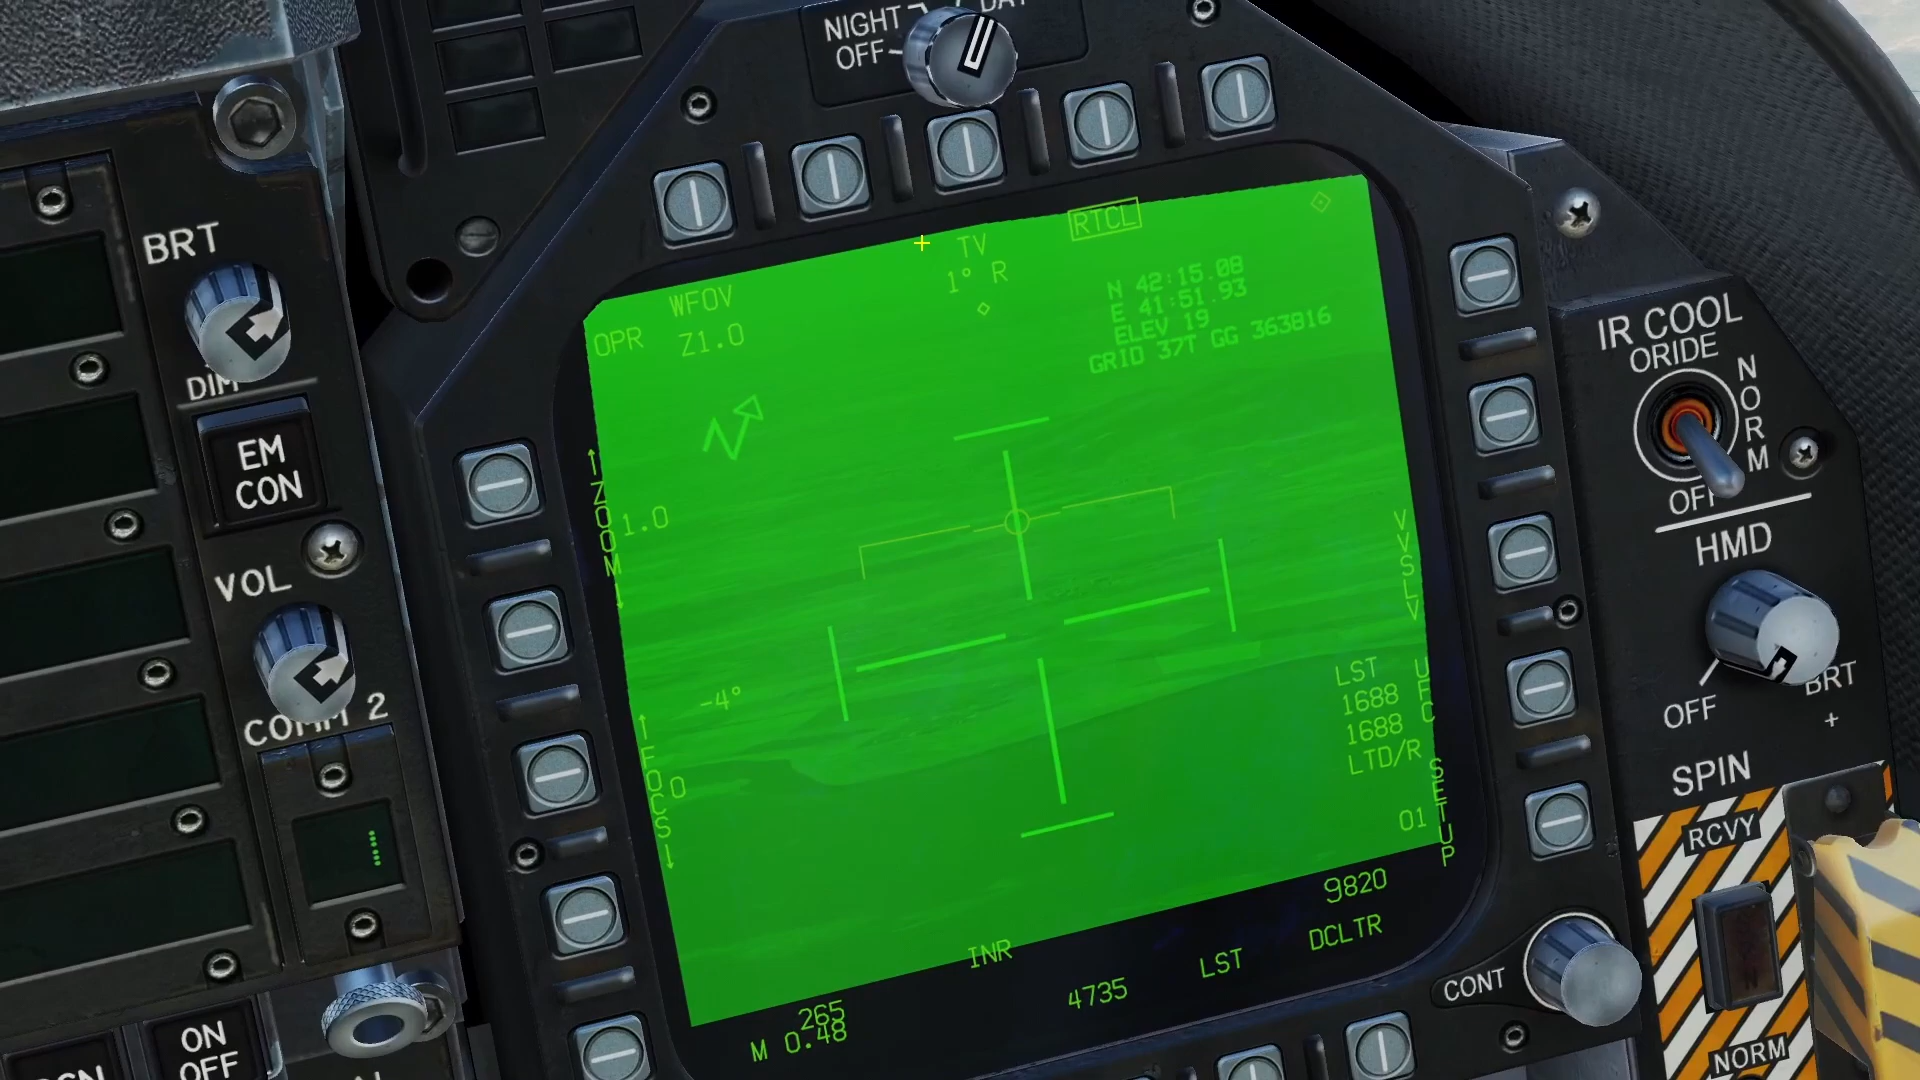 NIGHT
DAY
OFF
BRT
DIM
EM
CON
VOL
COMM 2
ON
OFF
RTCL
TV
1° R
WFOV
OPR
Z1.0
N 42:15.08
E 41:51.93
ELEV 19
GRID 37T GG 363816
ZOOM
1.0
VVSLV
-4°
FOCS
0
LST
1688
1688
LTD/R
UFC
SETUP
01
9820
DCLTR
LST
INR
4735
265
M 0.48
IR COOL
ORIDE
NORM
OFF
HMD
OFF
BRT
+
SPIN
RCVY
NORM
CONT